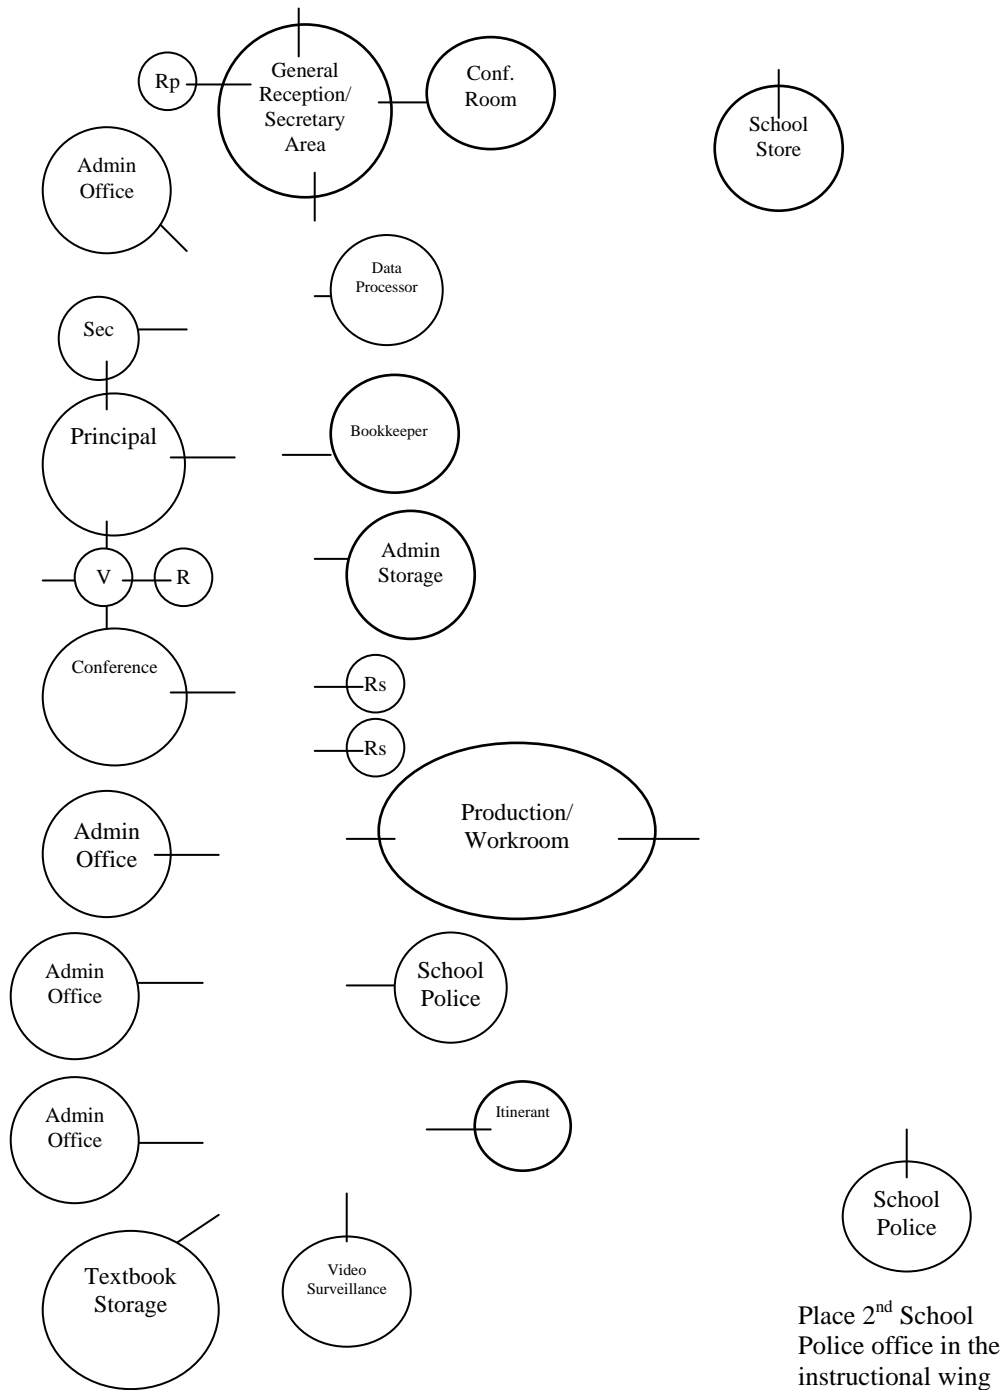 Rp
General
Reception/
Secretary
Area
Conf.
Room
School
Store
Admin
Office
Data
Processor
Sec
Principal
Bookkeeper
V
R
Admin
Storage
Conference
Rs
Rs
Admin
Office
Production/
Workroom
Admin
Office
School
Police
Admin
Office
Itinerant
School
Police
Textbook
Storage
Video
Surveillance
Place 2nd School
Police office in the
instructional wing